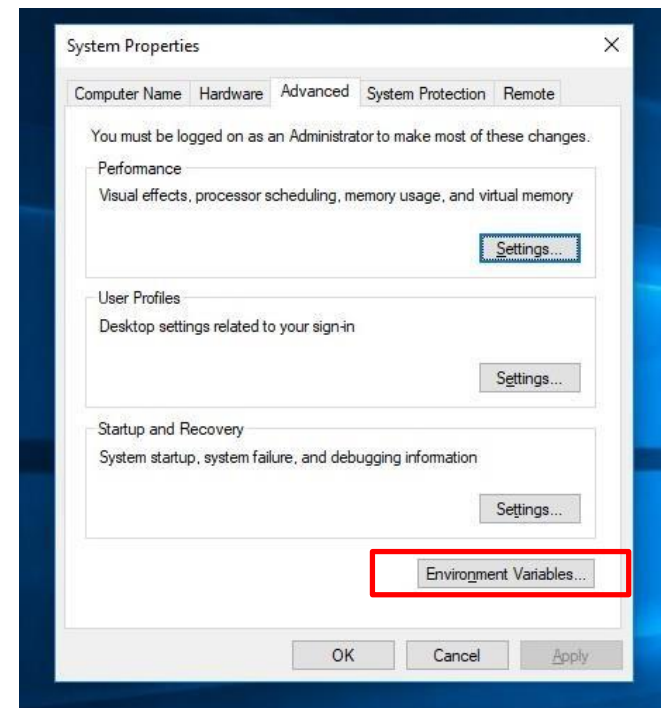 System Properties
Computer Name Hardware Advanced System Protection Remote
You must be logged on as an Administrator to make most of these changes.
Performance
Visual effects, processor scheduling, memory usage, and virtual memory
Settings...
User Profiles
Desktop settings related to your sign-in
Settings...
Startup and Recovery
System startup, system failure, and debugging information
Settings...
Environment Variables...
OK Cancel Apply